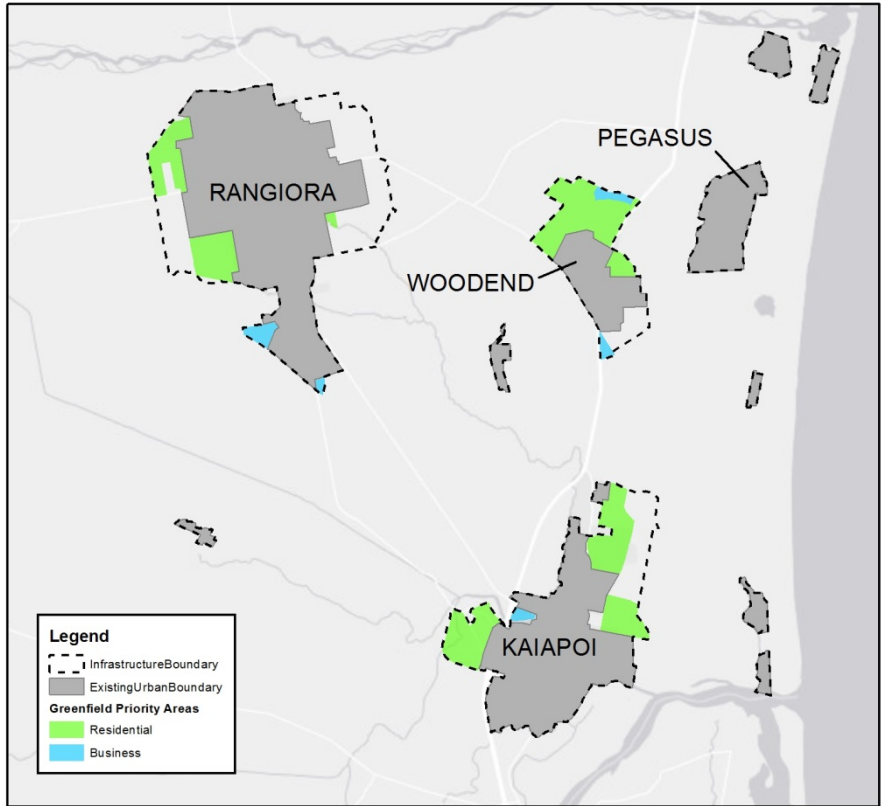 PEGASUS
RANGIORA
WOODEND
KAIAPOI
Legend
InfrastructureBoundary
ExistingUrbanBoundary
Greenfield Priority Areas
Residential
Business